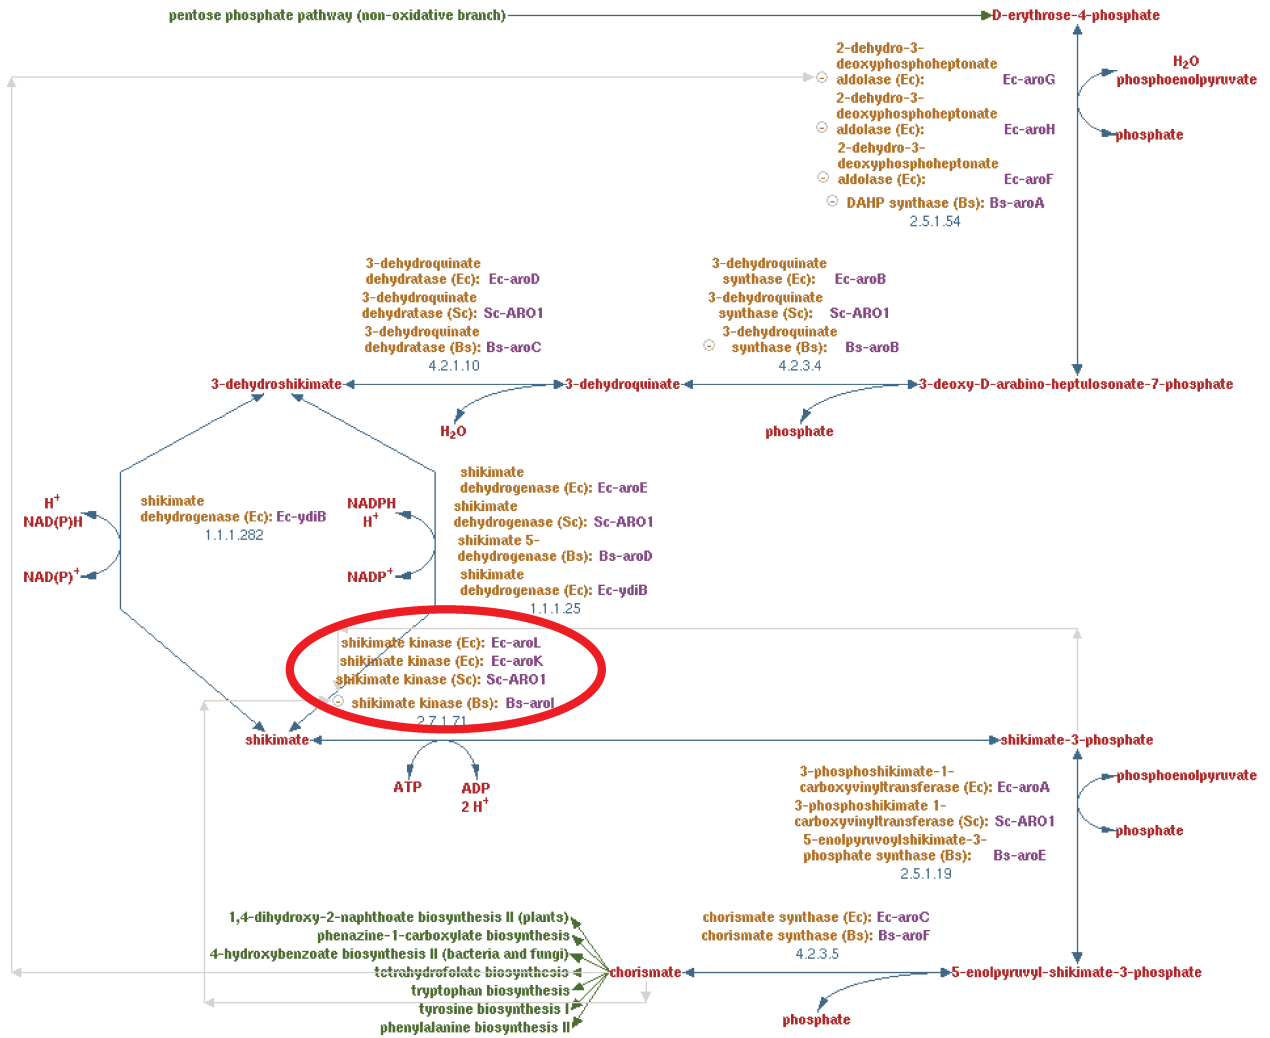 pentose phosphate pathway (non-oxidative branch)
D-erythrose-4-phosphate
2-dehydro-3-
deoxyphosphoheptonate
aldolase (Ec): Ec-aroG
2-dehydro-3-
deoxyphosphoheptonate
aldolase (Ec): Ec-aroH
2-dehydro-3-
deoxyphosphoheptonate
aldolase (Ec): Ec-aroF
DAHP synthase (Bs): Bs-aroA
2.5.1.54
H₂O
phosphoenolpyruvate
phosphate
3-dehydroquinate
dehydratase (Ec): Ec-aroD
3-dehydroquinate
dehydratase (Sc): Sc-ARO1
3-dehydroquinate
dehydratase (Bs): Bs-aroC
4.2.1.10
3-dehydroquinate
synthase (Ec): Ec-aroB
3-dehydroquinate
synthase (Sc): Sc-ARO1
3-dehydroquinate
synthase (Bs): Bs-aroB
4.2.3.4
3-dehydroshikimate
3-dehydroquinate
3-deoxy-D-arabino-heptulosonate-7-phosphate
H₂O
phosphate
H⁺
NAD(P)H
NAD(P)⁺
shikimate
dehydrogenase (Ec): Ec-ydiB
1.1.1.282
NADPH
H⁺
NADP⁺
shikimate
dehydrogenase (Ec): Ec-aroE
shikimate
dehydrogenase (Sc): Sc-ARO1
shikimate 5-
dehydrogenase (Bs): Bs-aroD
shikimate
dehydrogenase (Ec): Ec-ydiB
1.1.1.25
shikimate kinase (Ec): Ec-aroL
shikimate kinase (Ec): Ec-aroK
shikimate kinase (Sc): Sc-ARO1
shikimate kinase (Bs): Bs-aroI
2.7.1.71
shikimate
shikimate-3-phosphate
ATP
ADP
2 H⁺
3-phosphoshikimate-1-
carboxyvinyltransferase (Ec): Ec-aroA
3-phosphoshikimate 1-
carboxyvinyltransferase (Sc): Sc-ARO1
5-enolpyruvoylshikimate-3-
phosphate synthase (Bs): Bs-aroE
2.5.1.19
phosphoenolpyruvate
phosphate
1,4-dihydroxy-2-naphthoate biosynthesis II (plants)
phenazine-1-carboxylate biosynthesis
4-hydroxybenzoate biosynthesis II (bacteria and fungi)
tetrahydrofolate biosynthesis
tryptophan biosynthesis
tyrosine biosynthesis I
phenylalanine biosynthesis II
chorismate
chorismate synthase (Ec): Ec-aroC
chorismate synthase (Bs): Bs-aroF
4.2.3.5
5-enolpyruvyl-shikimate-3-phosphate
phosphate